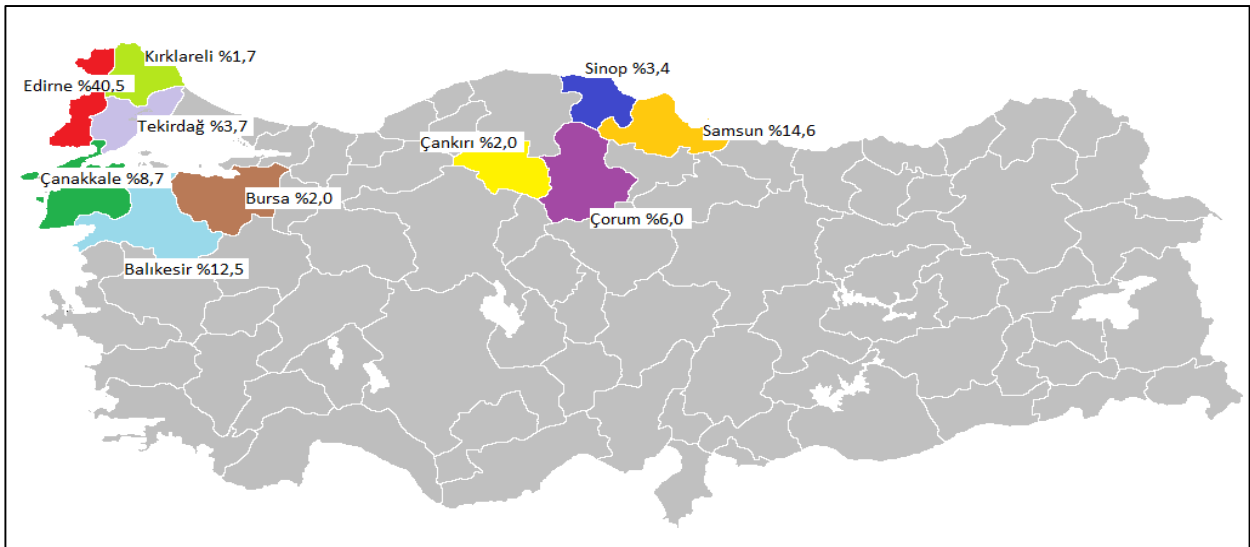 Kırklareli %1,7
Edirne %40,5
Tekirdağ %3,7
Çanakkale %8,7
Bursa %2,0
Balıkesir %12,5
Sinop %3,4
Samsun %14,6
Çankırı %2,0
Çorum %6,0